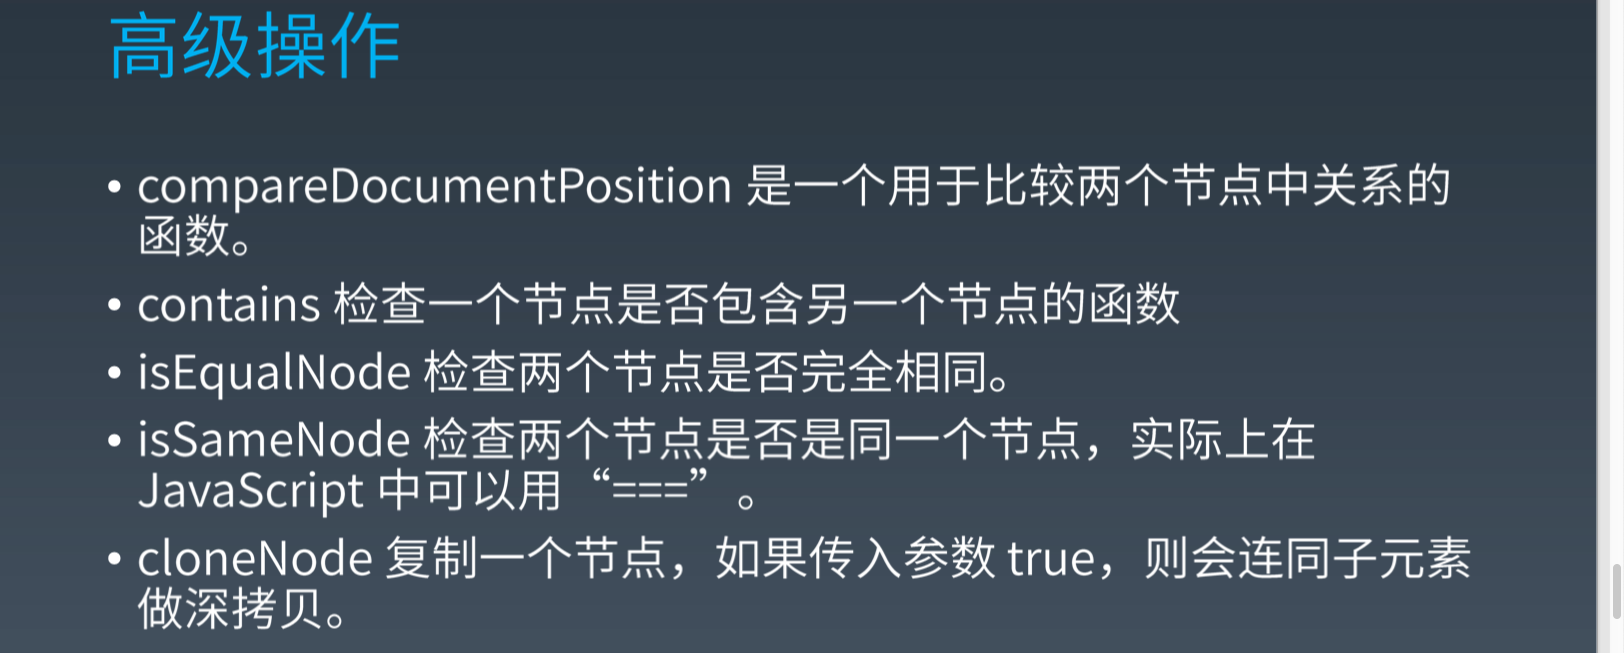 高级操作
• compareDocumentPosition 是一个用于比较两个节点中关系的
函数。
• contains 检查一个节点是否包含另一个节点的函数
• isEqualNode 检查两个节点是否完全相同。
• isSameNode 检查两个节点是否是同一个节点，实际上在
JavaScript 中可以用“===”。
• cloneNode 复制一个节点，如果传入参数 true，则会连同子元素
做深拷贝。